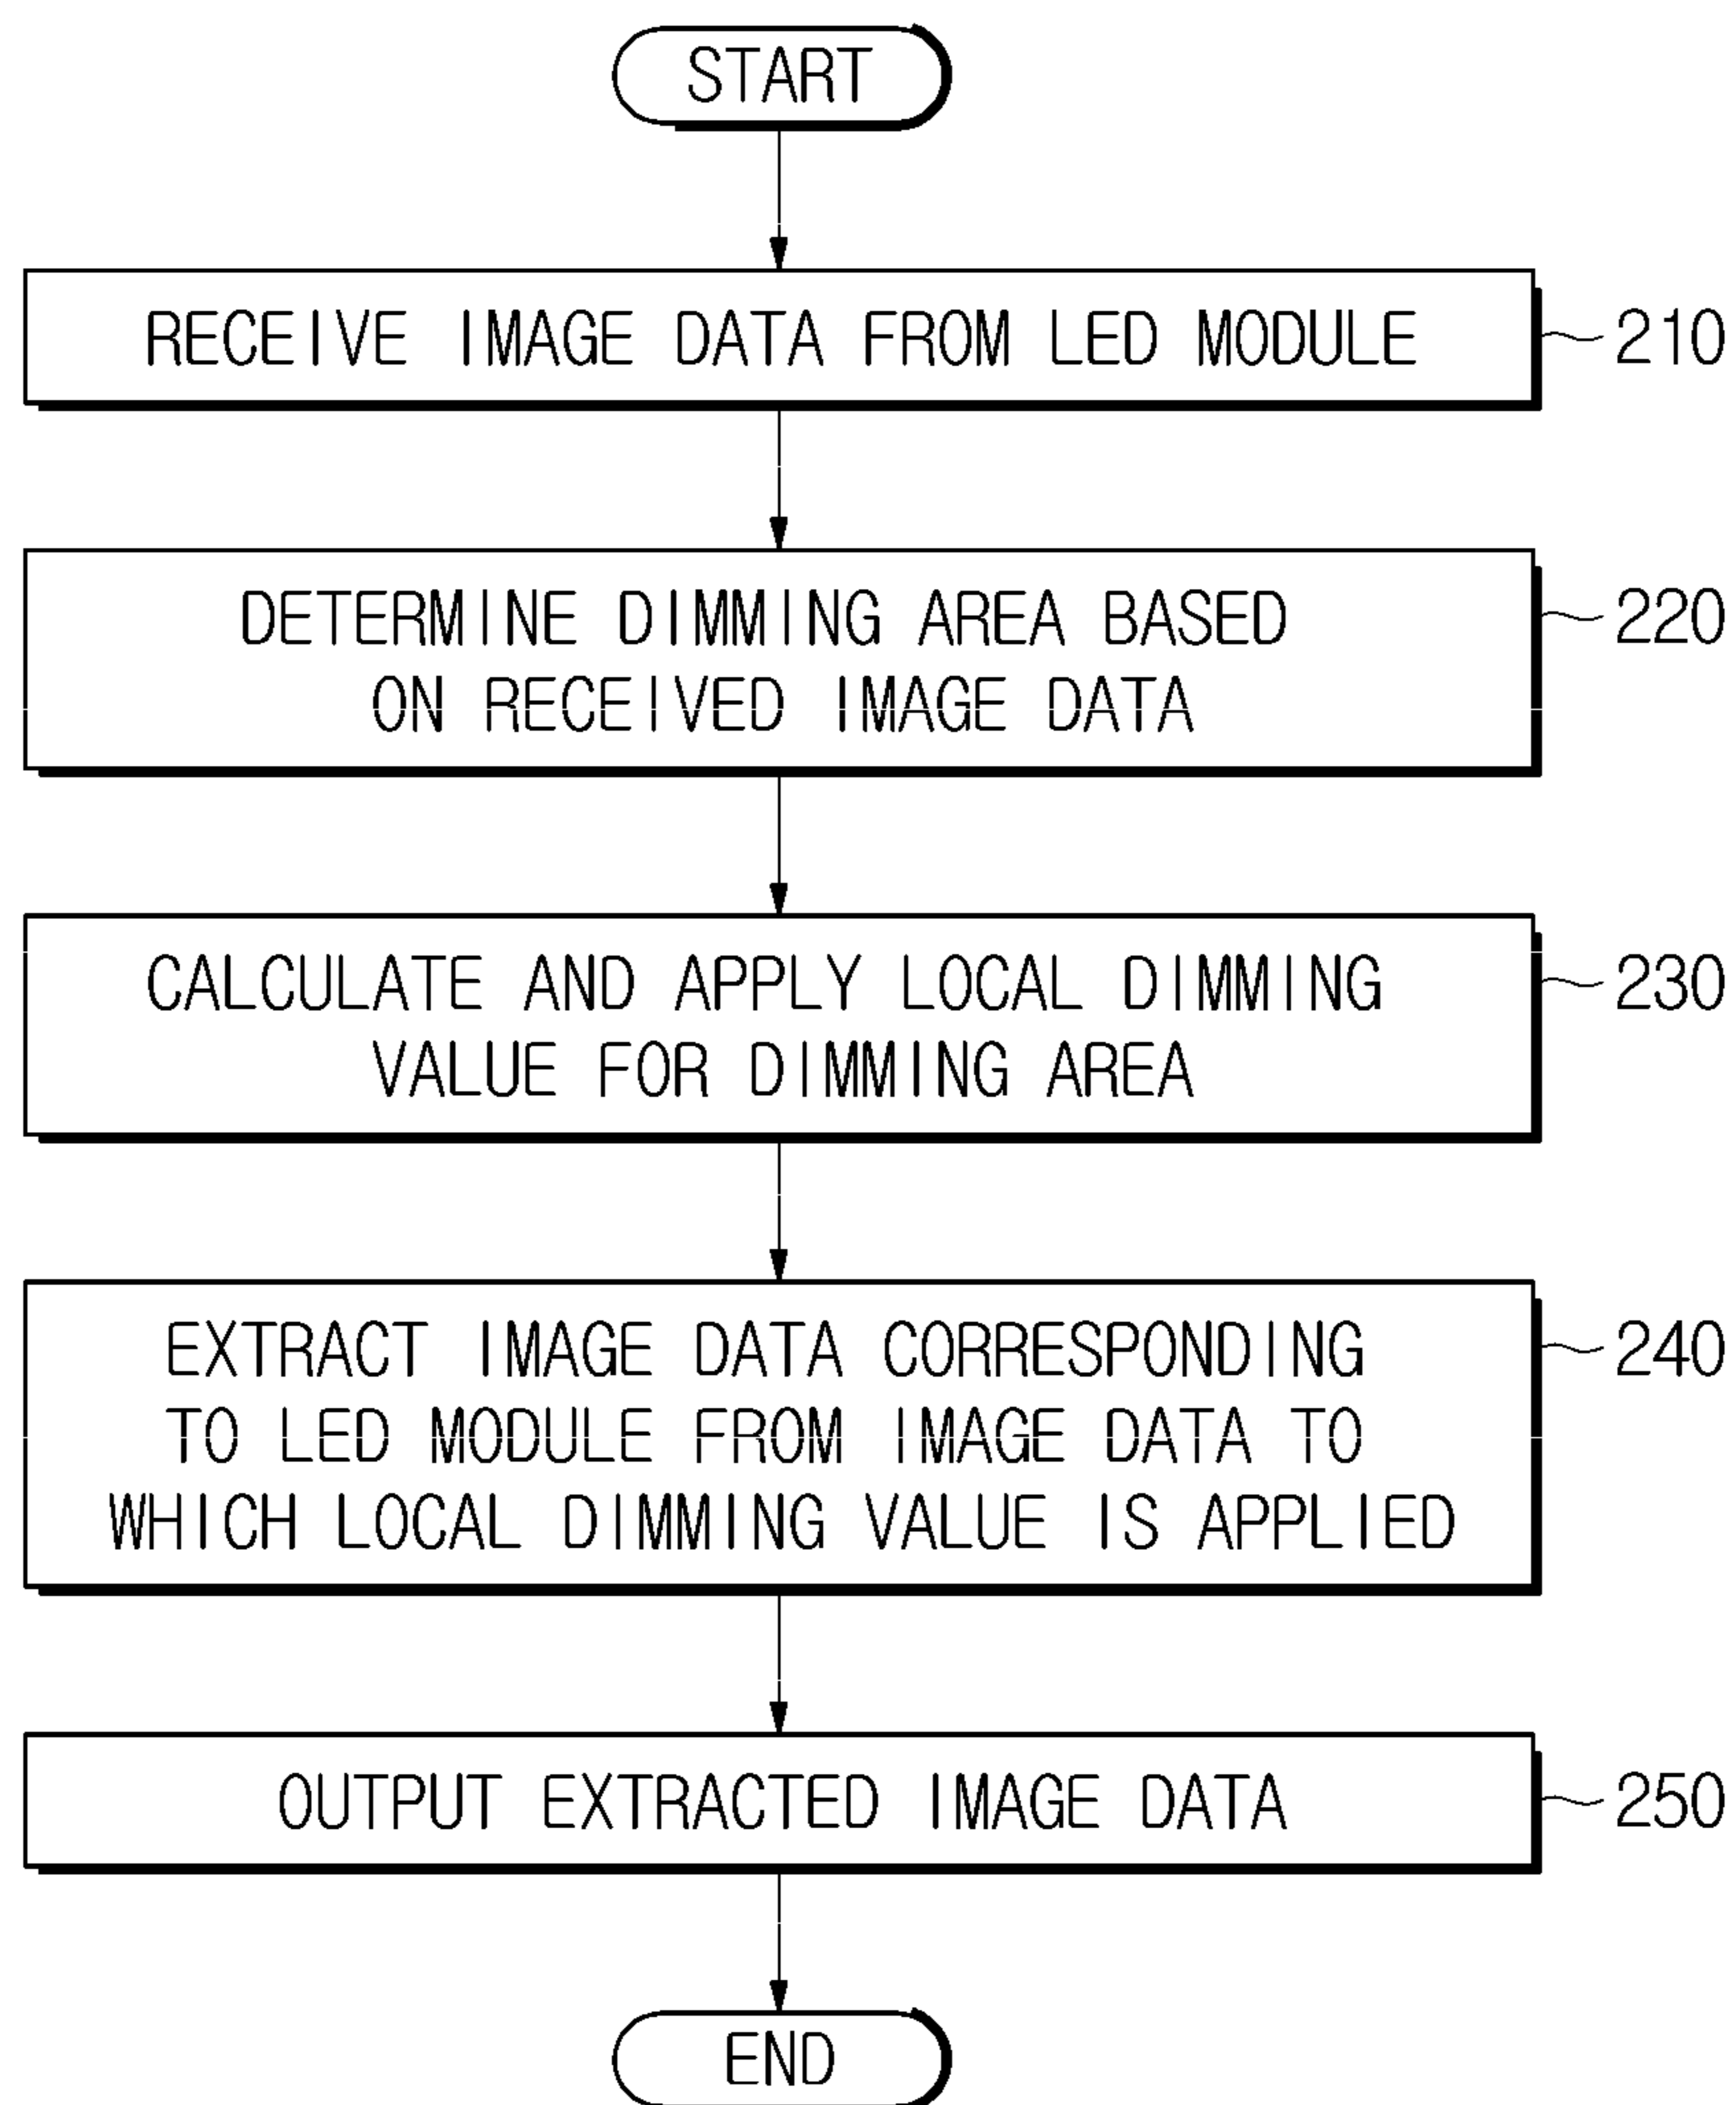 START
RECEIVE IMAGE DATA FROM LED MODULE
210
DETERMINE DIMMING AREA BASED
ON RECEIVED IMAGE DATA
220
CALCULATE AND APPLY LOCAL DIMMING
VALUE FOR DIMMING AREA
230
EXTRACT IMAGE DATA CORRESPONDING
TO LED MODULE FROM IMAGE DATA TO
WHICH LOCAL DIMMING VALUE IS APPLIED
240
OUTPUT EXTRACTED IMAGE DATA
250
END